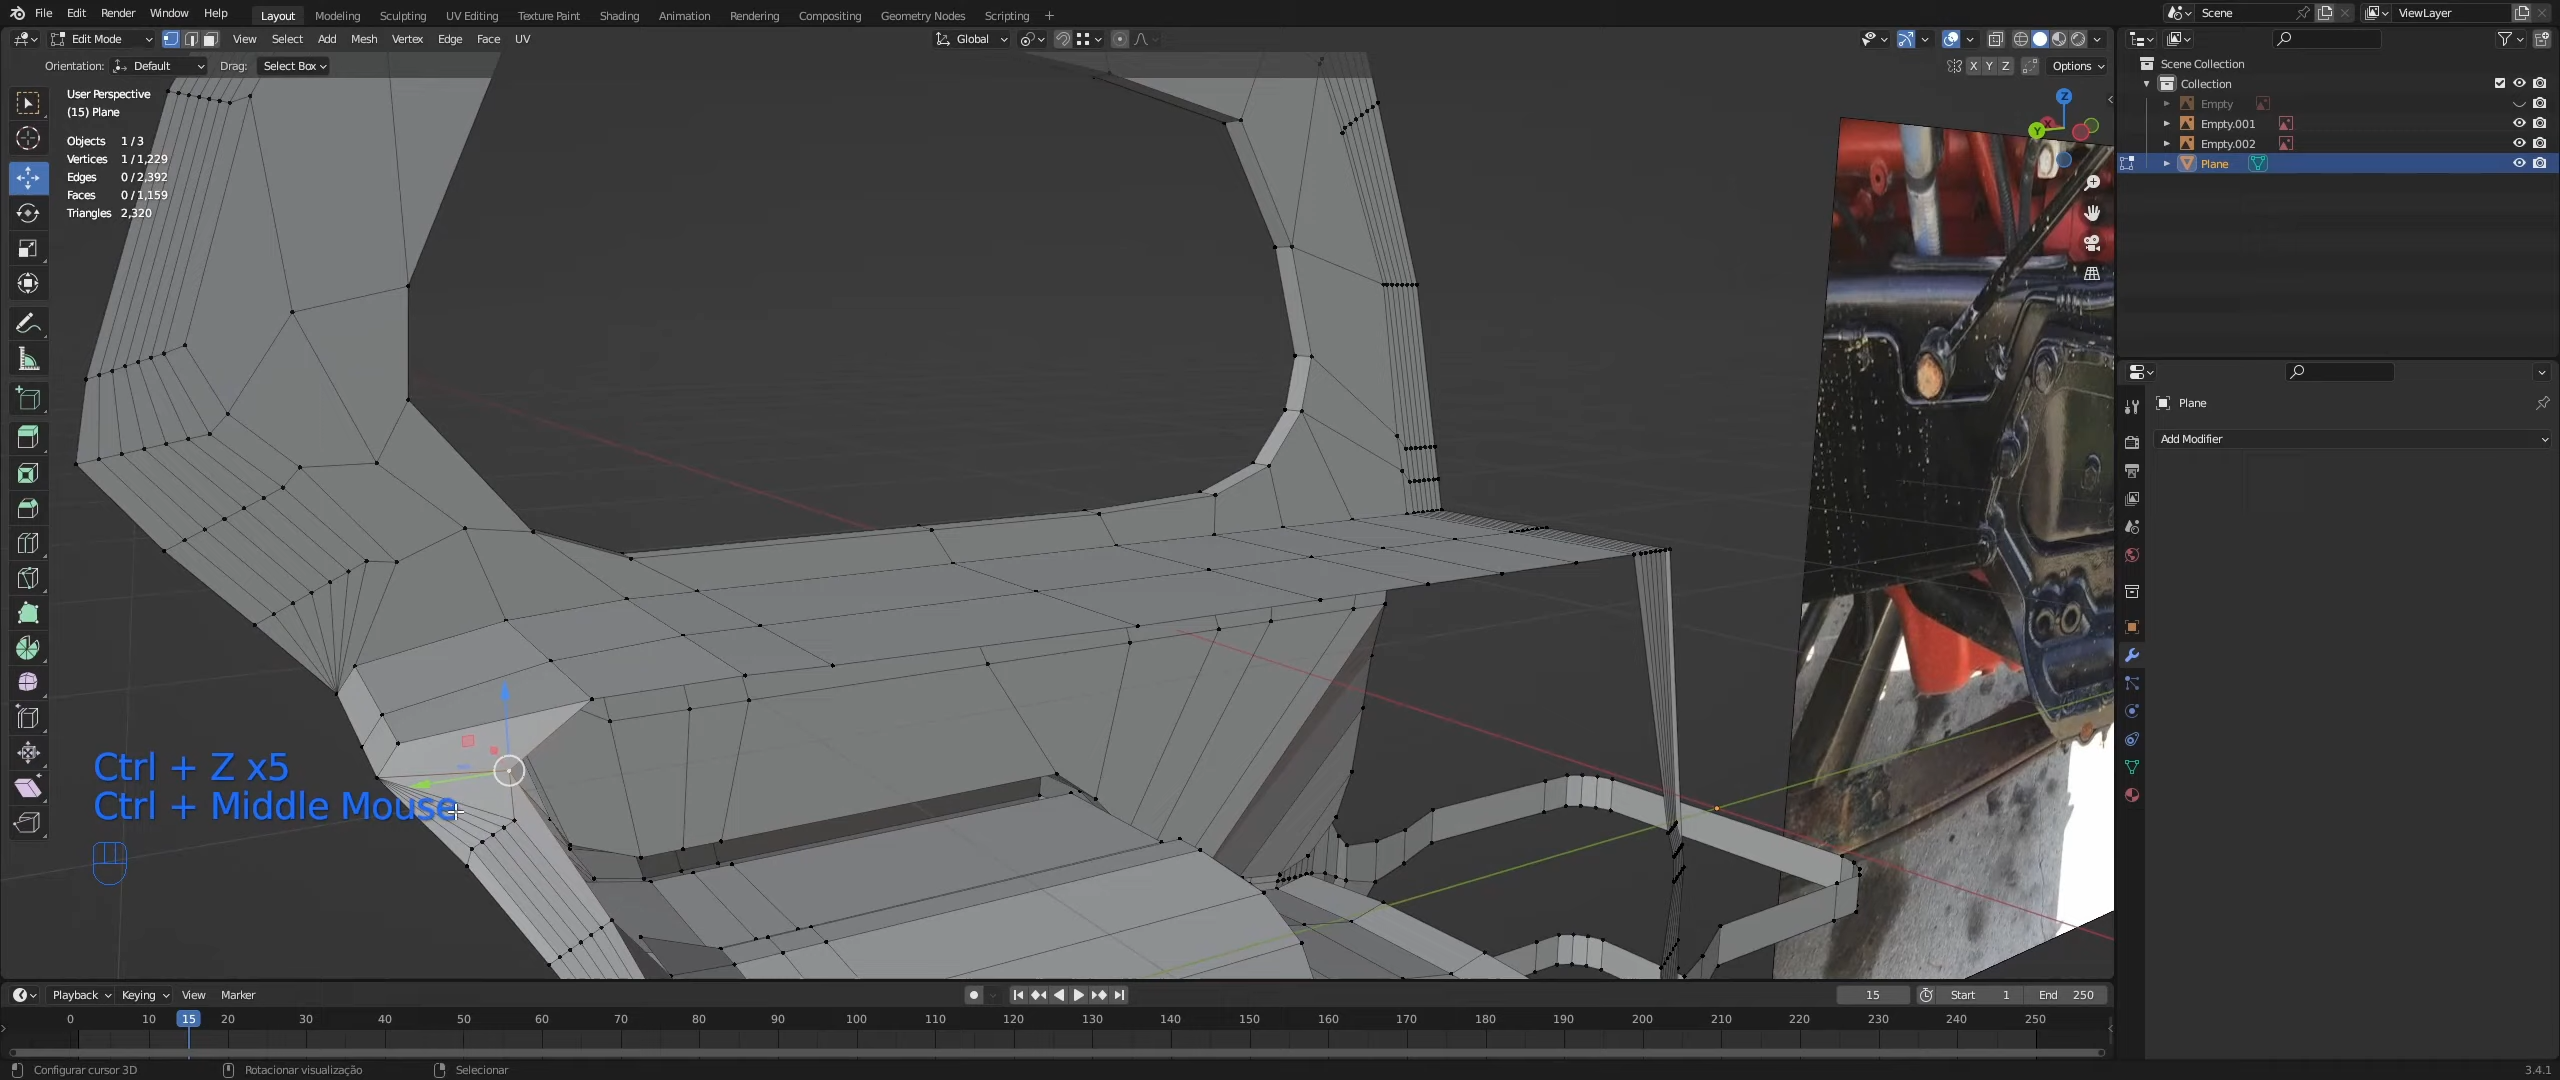 File Edit Render Window Help Layout Modeling Sculpting UV Editing Texture Paint Shading Animation Rendering Compositing Geometry Nodes Scripting + Scene ViewLayer
Edit Mode View Select Add Mesh Vertex Edge Face UV Global
Orientation: Default Drag: Select Box X Y Z Options
User Perspective
(15) Plane
Objects 1 / 3
Vertices 1 / 1,229
Edges 0 / 2,392
Faces 0 / 1,159
Triangles 2,320
Z
X
Y
Ctrl + Z x5
Ctrl + Middle Mouse
Scene Collection
Collection
Empty
Empty.001
Empty.002
Plane
Plane
Add Modifier
Playback Keying View Marker 15 Start 1 End 250
0 10 15 20 30 40 50 60 70 80 90 100 110 120 130 140 150 160 170 180 190 200 210 220 230 240 250
Configurar cursor 3D Rotacionar visualização Selecionar 3.4.1